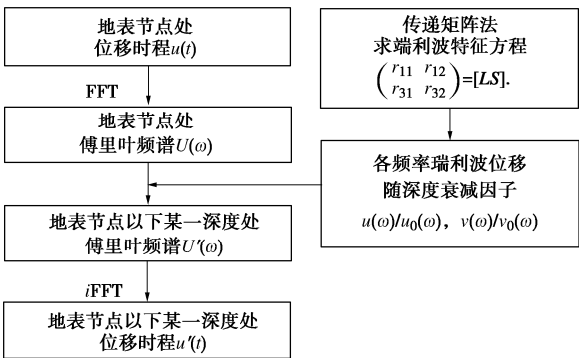 地表节点处
位移时程u(t)
FFT
地表节点处
傅里叶频谱U(ω)
地表节点以下某一深度处
傅里叶频谱U′(ω)
iFFT
地表节点以下某一深度处
位移时程u′(t)
传递矩阵法
求端利波特征方程
(r11 r12
r31 r32)=[LS].
各频率瑞利波位移
随深度衰减因子
u(ω)/u0(ω)，v(ω)/v0(ω)